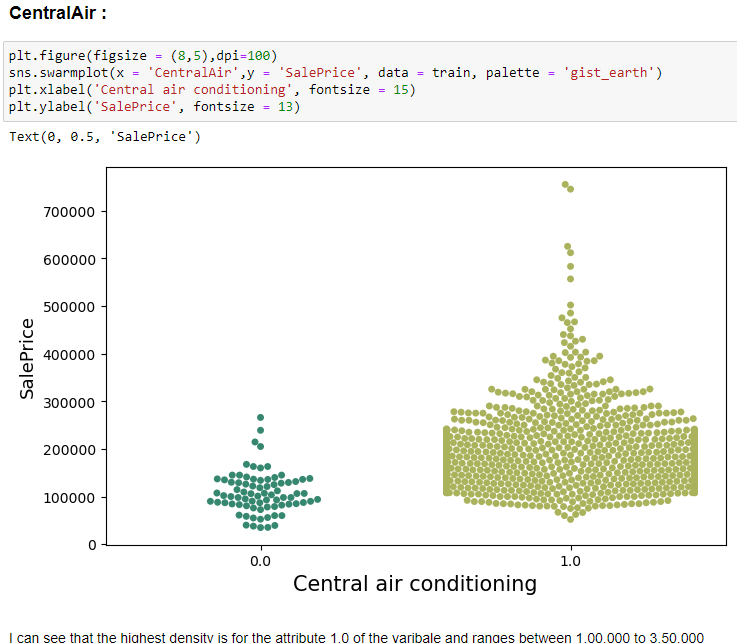 CentralAir :
plt.figure(figsize = (8,5),dpi=100)
sns.swarmplot(x = 'CentralAir',y = 'SalePrice', data = train, palette = 'gist_earth')
plt.xlabel('Central air conditioning', fontsize = 15)
plt.ylabel('SalePrice', fontsize = 13)
Text(0, 0.5, 'SalePrice')
700000
600000
500000
400000
300000
200000
100000
0
SalePrice
0.0 1.0
Central air conditioning
I can see that the highest density is for the attribute 1.0 of the varibale and ranges between 1,00,000 to 3,50,000